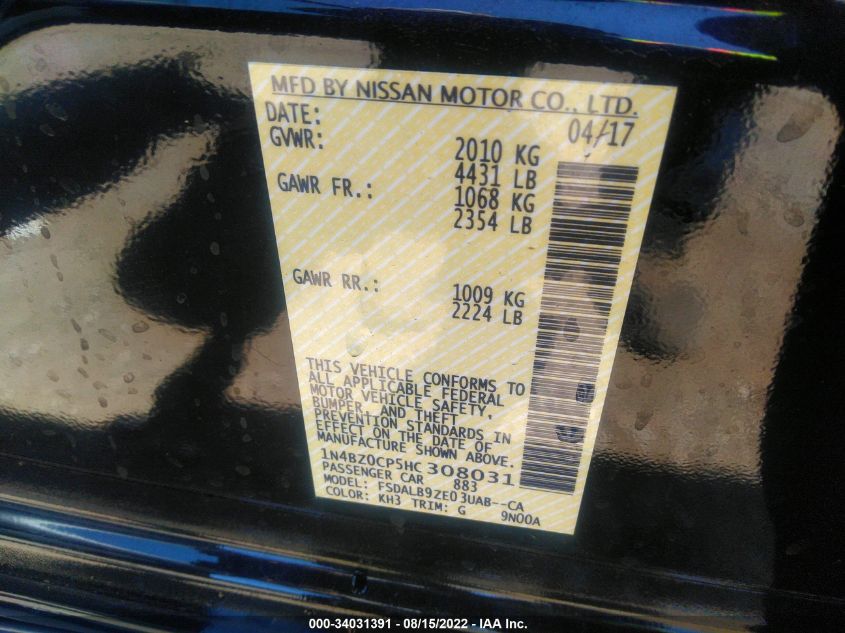 MFD BY NISSAN MOTOR CO., LTD.
DATE: 04/17
GVWR: 2010 KG
4431 LB
GAWR FR.: 1068 KG
2354 LB
GAWR RR.: 1009 KG
2224 LB
THIS VEHICLE CONFORMS TO
ALL APPLICABLE FEDERAL
MOTOR VEHICLE SAFETY,
BUMPER, AND THEFT
PREVENTION STANDARDS IN
EFFECT ON THE DATE OF
MANUFACTURE SHOWN ABOVE.
1N4BZ0CP5HC308031
PASSENGER CAR 883
MODEL: FSDALB9ZE03UAB--CA
COLOR: KH3 TRIM: G 9N00A
000-34031391 - 08/15/2022 - IAA Inc.